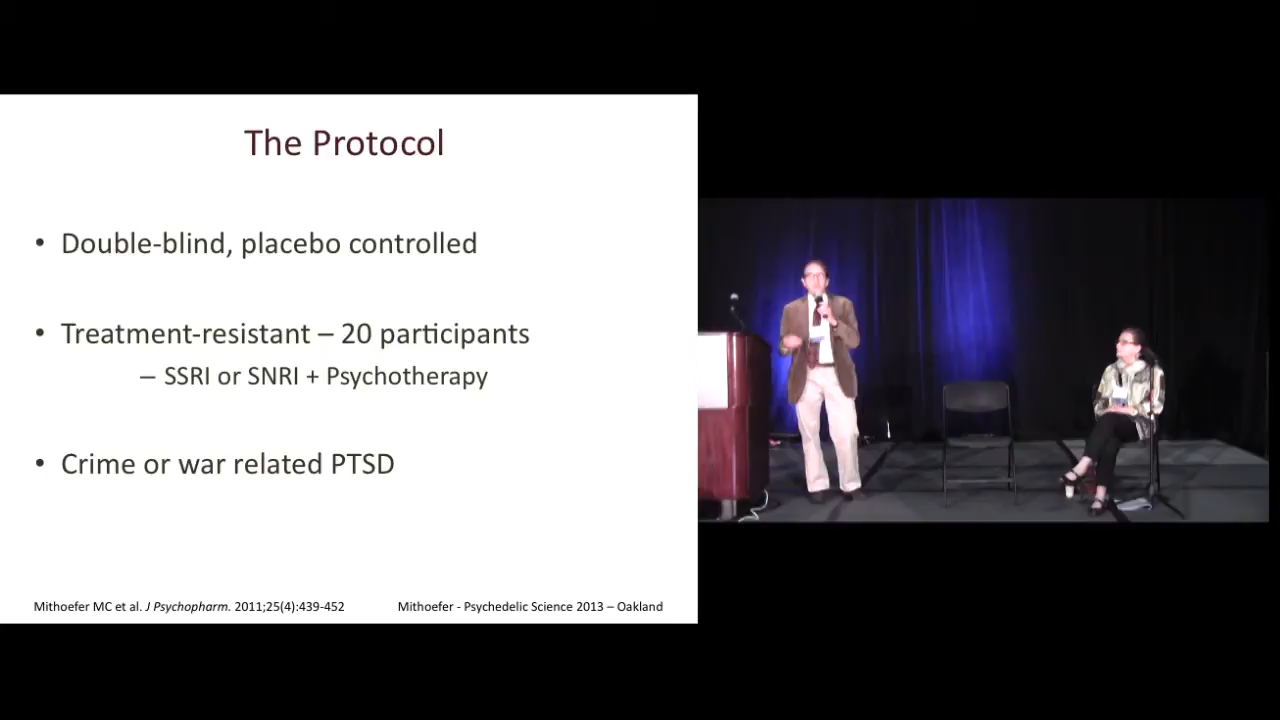 The Protocol
• Double-blind, placebo controlled
• Treatment-resistant – 20 participants
– SSRI or SNRI + Psychotherapy
• Crime or war related PTSD
Mithoefer MC et al. J Psychopharm. 2011;25(4):439-452
Mithoefer - Psychedelic Science 2013 – Oakland